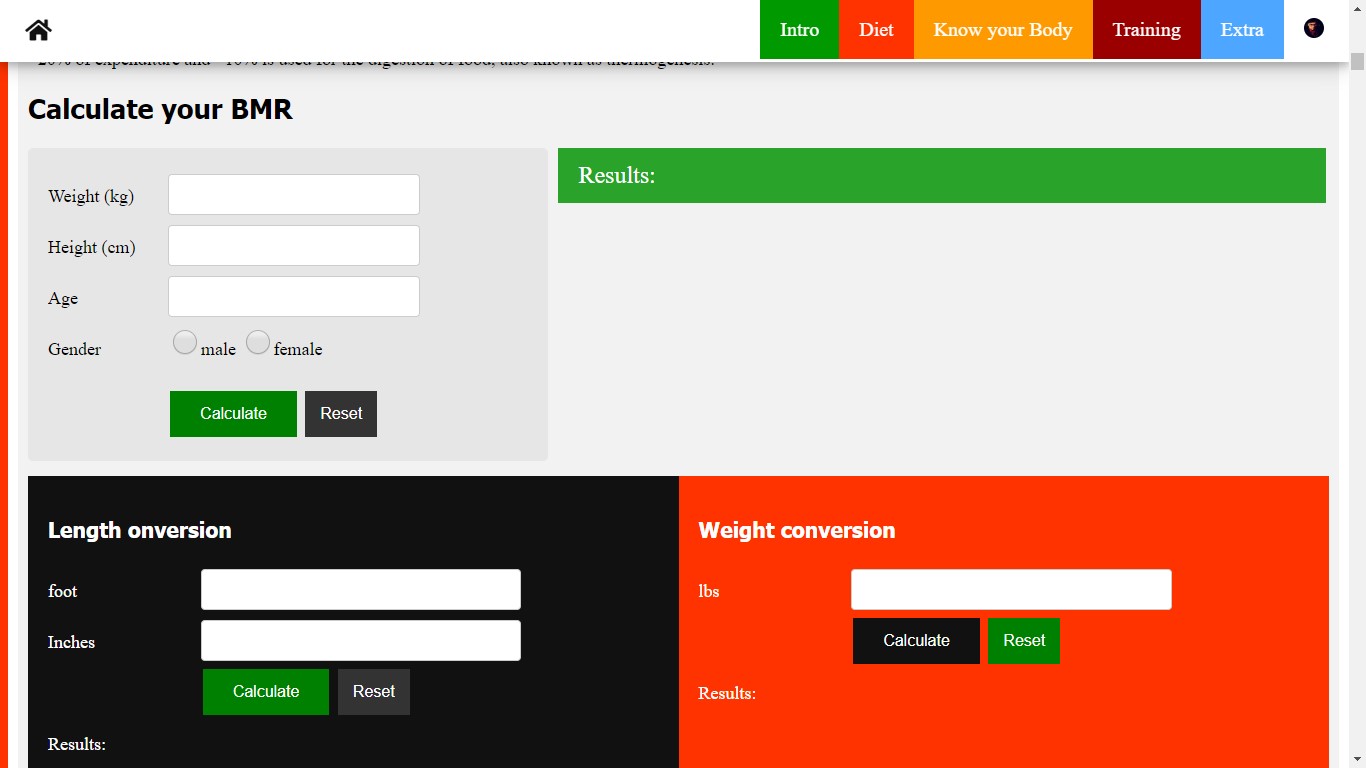 Intro Diet Know your Body Training Extra
20% of expenditure and 10% is used for the digestion of food, also known as thermogenesis.
Calculate your BMR
Weight (kg)
Height (cm)
Age
Gender male female
Calculate Reset
Results:
Length onversion
foot
Inches
Calculate Reset
Results:
Weight conversion
lbs
Calculate Reset
Results: